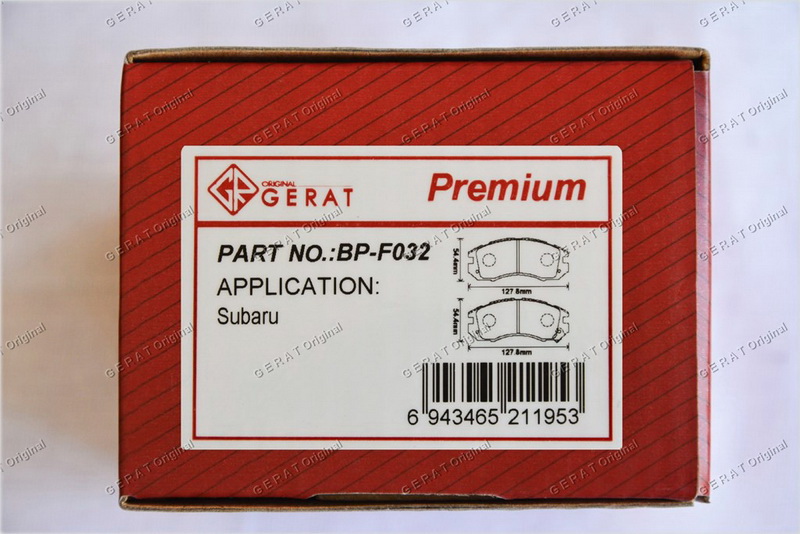 ORIGINAL
GERAT
Premium
PART NO.:BP-F032
APPLICATION:
Subaru
54.4mm
127.8mm
54.4mm
127.8mm
6 943465 211953
GERAT Original